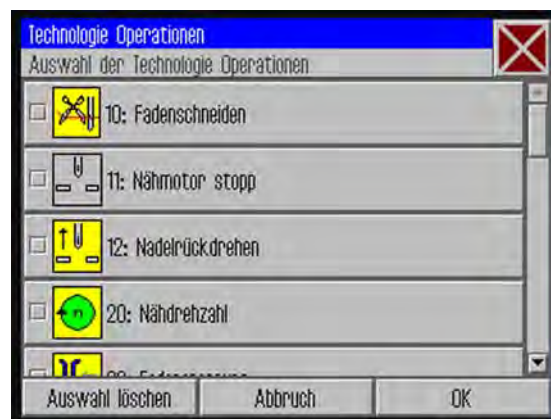 Technologie Operationen
Auswahl der Technologie Operationen
10: Fadenschneiden
11: Nähmotor stopp
12: Nadelrückdrehen
20: Nähdrehzahl
Auswahl löschen Abbruch OK